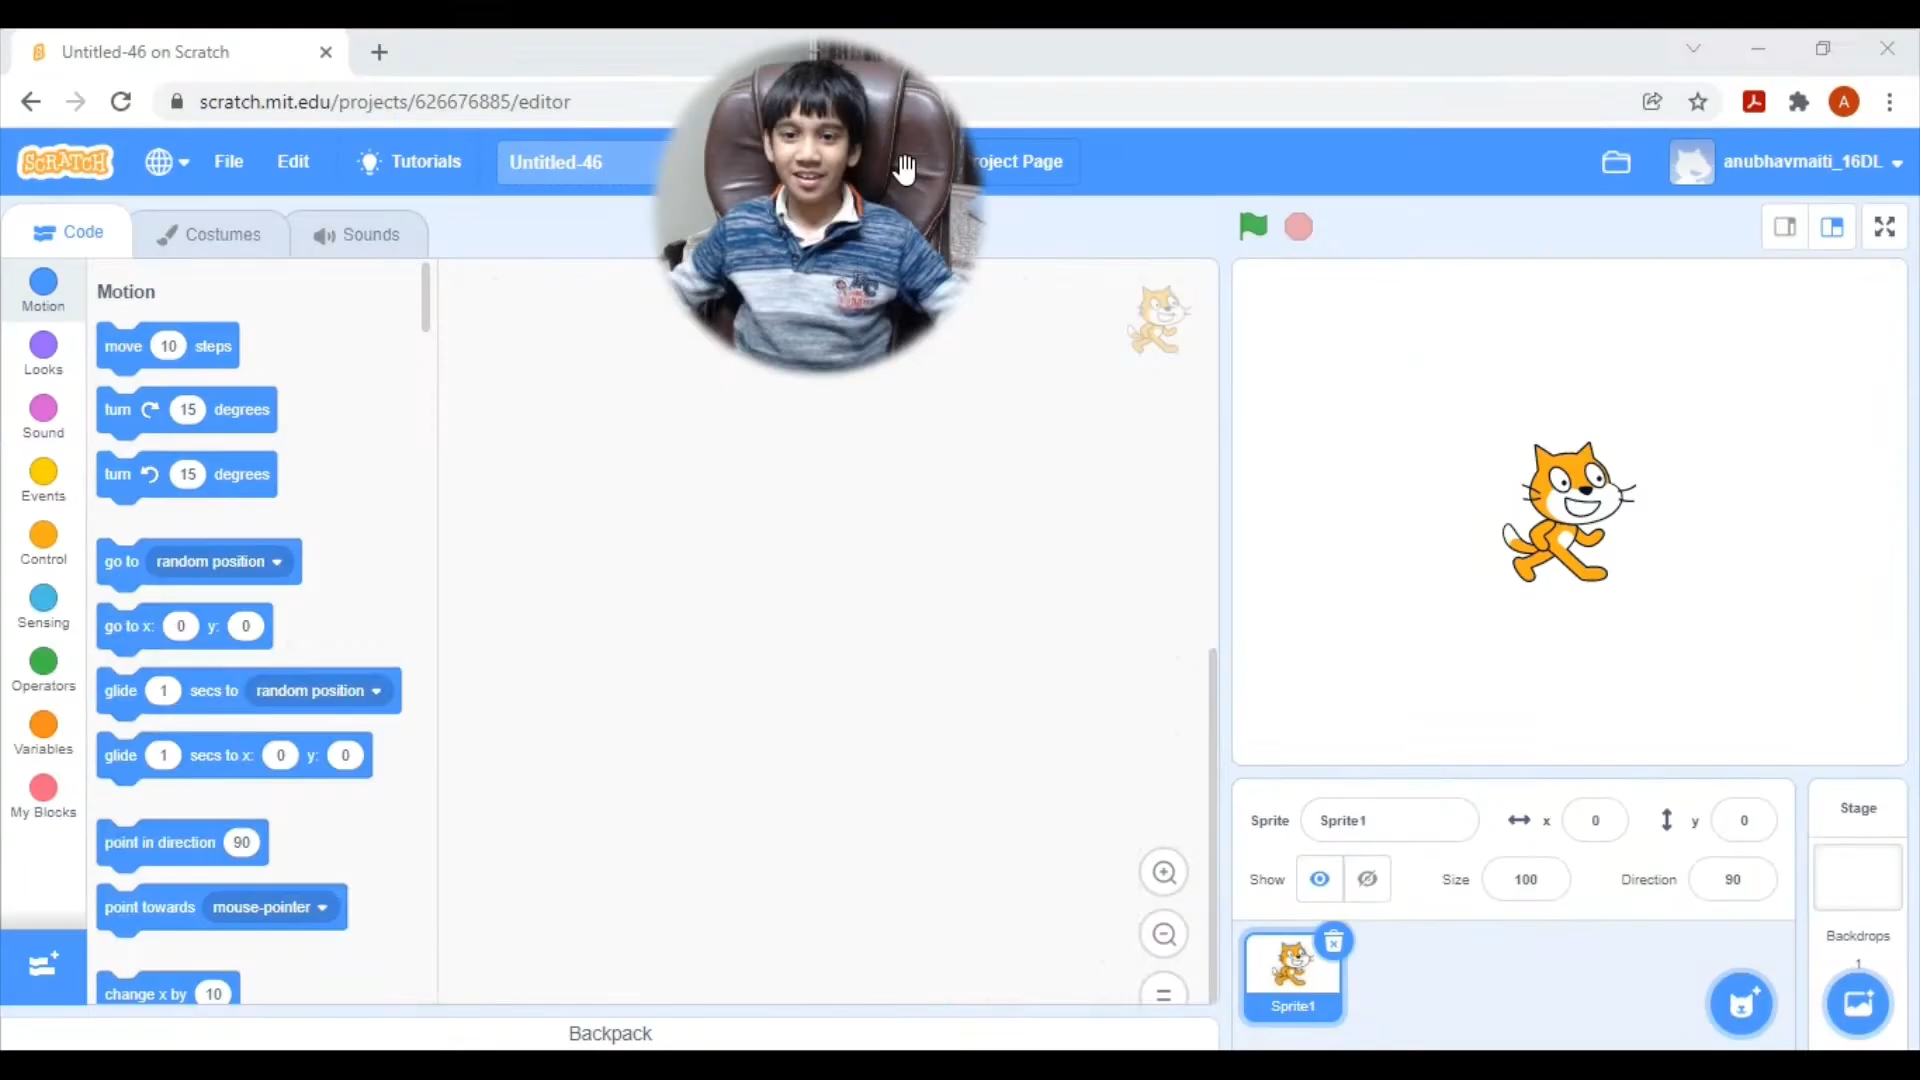 Untitled-46 on Scratch
scratch.mit.edu/projects/626676885/editor
A
SCRATCH
File
Edit
Tutorials
Untitled-46
roject Page
anubhavmaiti_16DL
Code
Costumes
Sounds
Motion
Looks
Sound
Events
Control
Sensing
Operators
Variables
My Blocks
Motion
move 10 steps
turn 15 degrees
turn 15 degrees
go to random position
go to x: 0 y: 0
glide 1 secs to random position
glide 1 secs to x: 0 y: 0
point in direction 90
point towards mouse-pointer
change x by 10
Backpack
Sprite Sprite1 x 0 y 0
Show Size 100 Direction 90
Sprite1
Stage
Backdrops
1